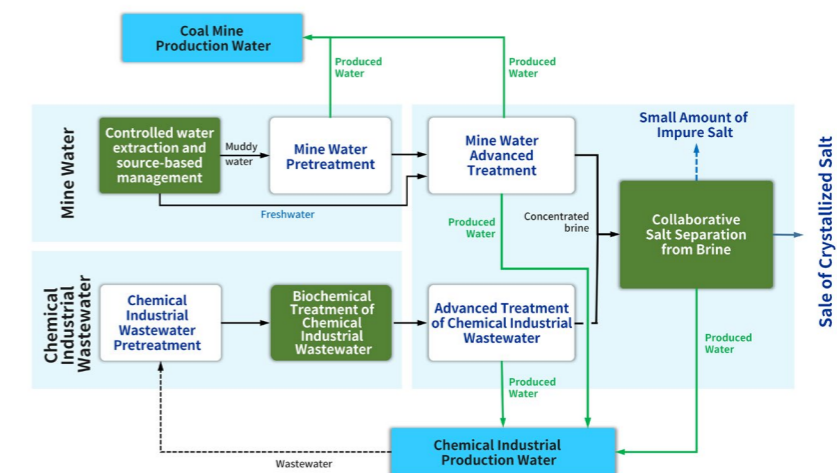 Coal Mine
Production Water
Produced
Water
Produced
Water
Mine Water
Controlled water
extraction and
source-based
management
Muddy
water
Mine Water
Pretreatment
Mine Water
Advanced
Treatment
Small Amount of
Impure Salt
Freshwater
Produced
Water
Concentrated
brine
Collaborative
Salt Separation
from Brine
Sale of Crystallized Salt
Chemical
Industrial
Wastewater
Chemical
Industrial
Wastewater
Pretreatment
Biochemical
Treatment of
Chemical
Industrial
Wastewater
Advanced Treatment
of Chemical Industrial
Wastewater
Produced
Water
Produced
Water
Chemical Industrial
Production Water
Wastewater